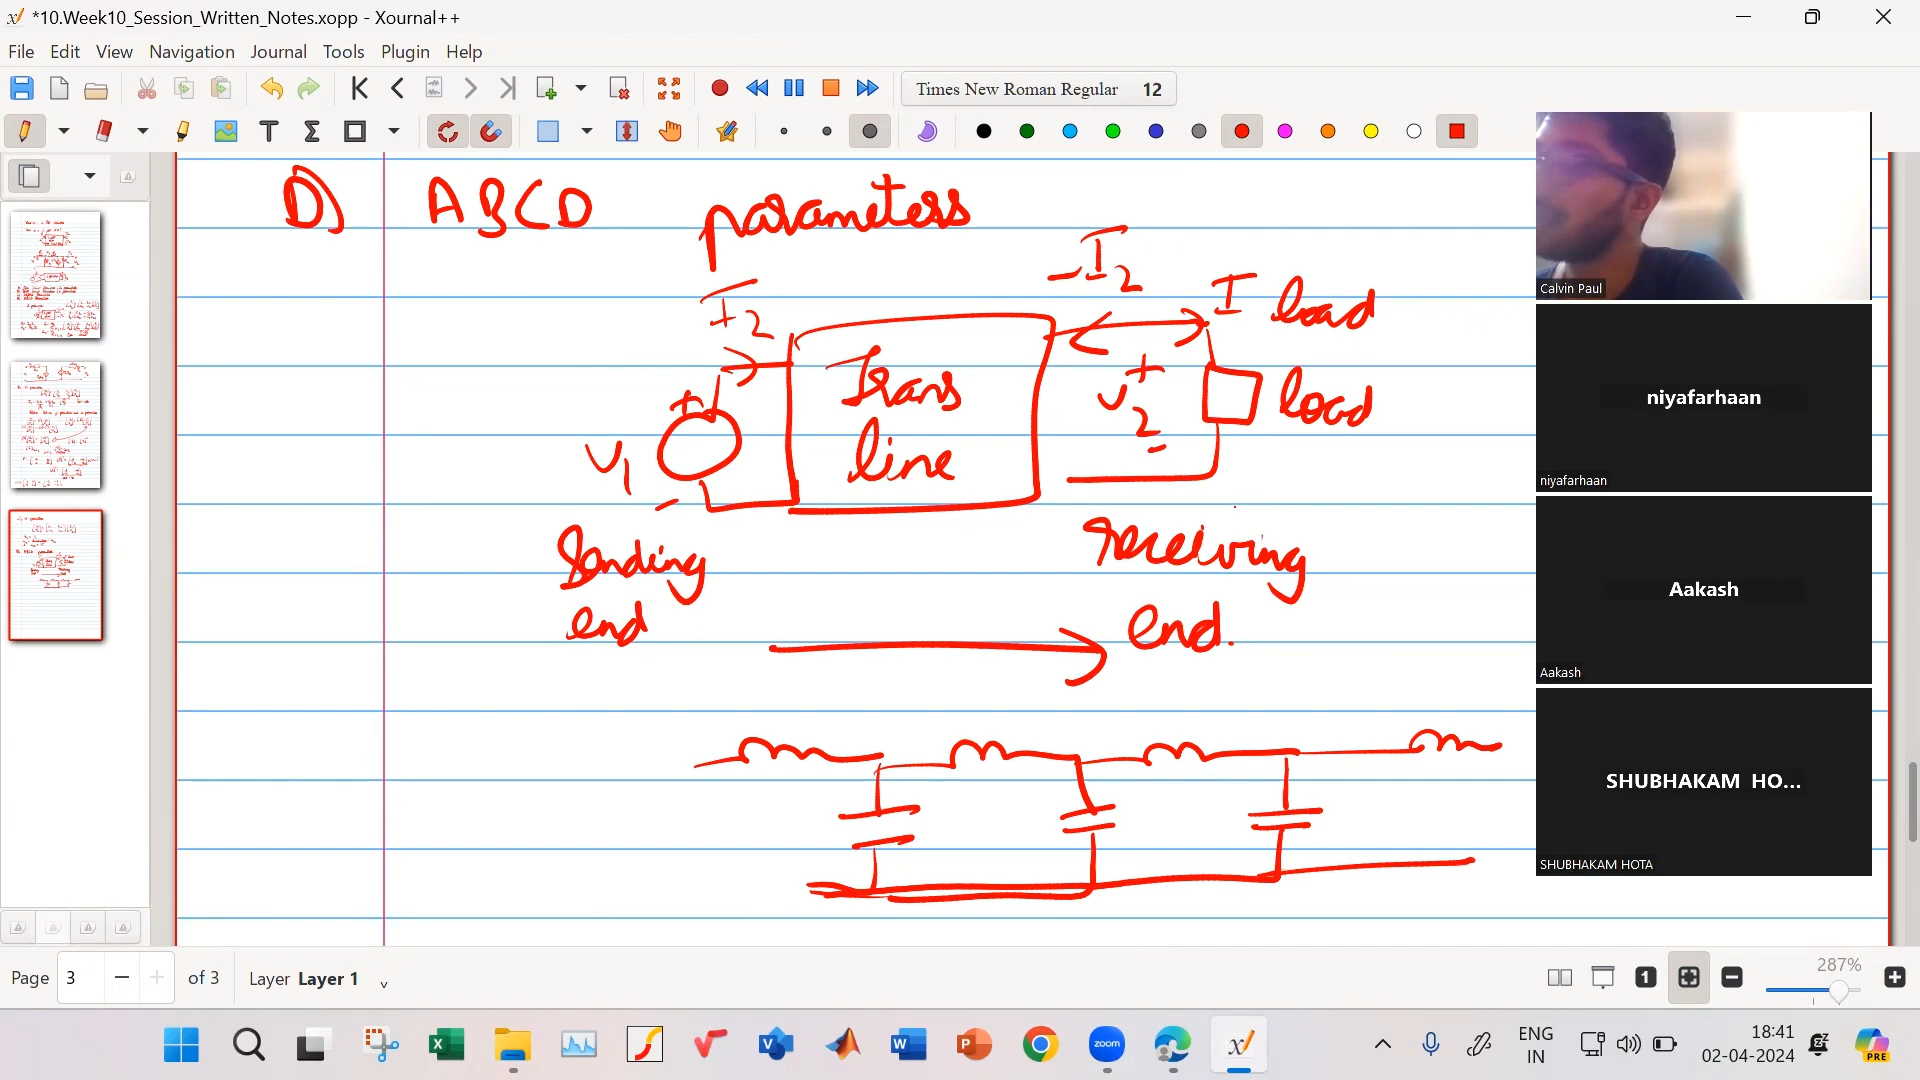 *10.Week10_Session_Written_Notes.xopp - Xournal++
File Edit View Navigation Journal Tools Plugin Help
Times New Roman Regular 12
D) ABCD parameters
-I2
I2
I load
Trans
line
+
V1
-
+
V2
-
load
Sending
end
receiving
end.
Calvin Paul
niyafarhaan
niyafarhaan
Aakash
Aakash
SHUBHAKAM HO...
SHUBHAKAM HOTA
Page 3 of 3 Layer Layer 1
287%
ENG
IN
18:41
02-04-2024
zoom
PRE